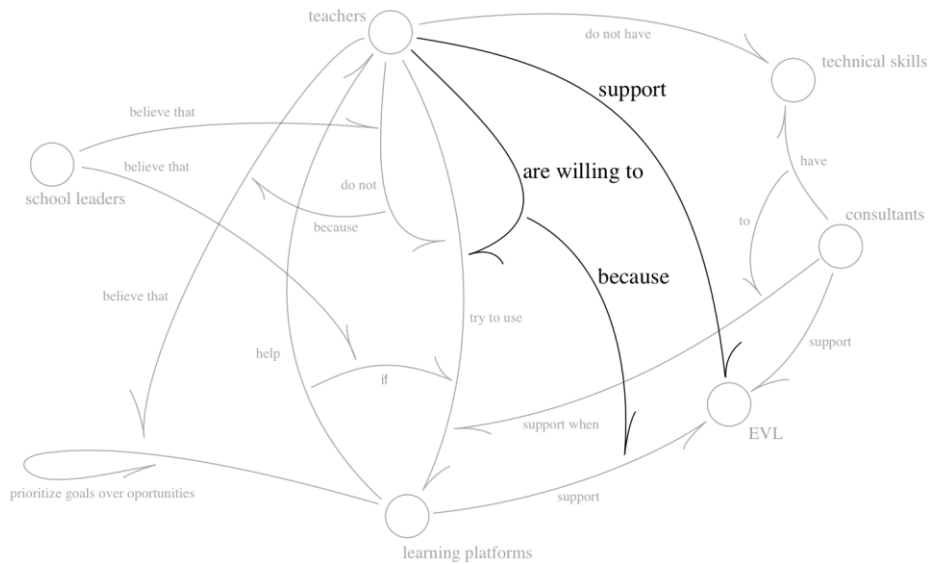 teachers
do not have
technical skills
support
believe that
believe that
are willing to
have
school leaders
do not
because
to
consultants
because
believe that
try to use
help
if
support
support when
EVL
prioritize goals over oportunities
support
learning platforms